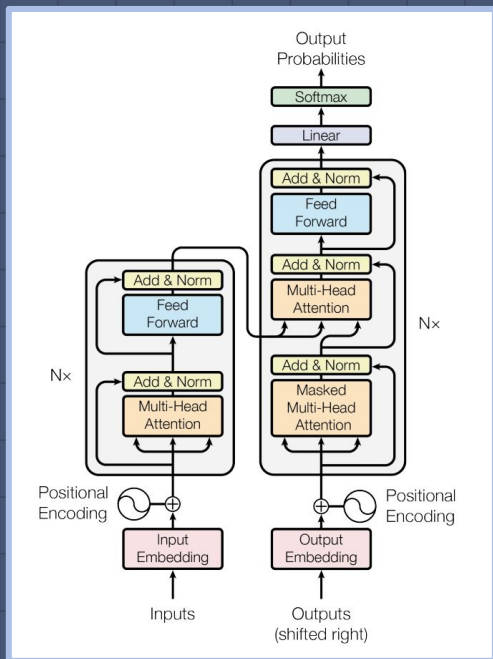 Output
Probabilities
Softmax
Linear
Add & Norm
Feed
Forward
Add & Norm
Multi-Head
Attention
N×
Add & Norm
Masked
Multi-Head
Attention
Add & Norm
Feed
Forward
N×
Add & Norm
Multi-Head
Attention
Positional
Encoding
Positional
Encoding
Input
Embedding
Output
Embedding
Inputs
Outputs
(shifted right)